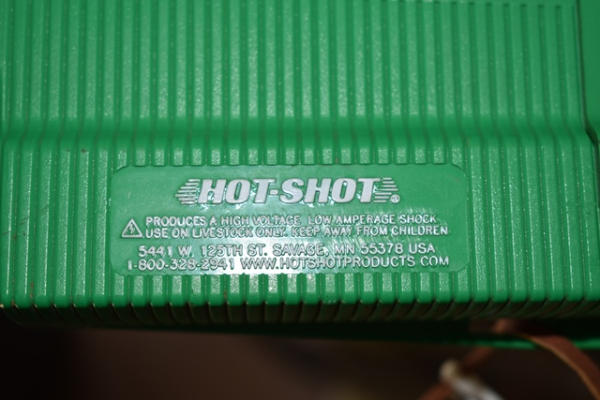 HOT-SHOT®
PRODUCES A HIGH VOLTAGE, LOW AMPERAGE SHOCK.
USE ON LIVESTOCK ONLY. KEEP AWAY FROM CHILDREN.
5441 W. 125TH ST. SAVAGE, MN 55378 USA
1-800-328-2941 WWW.HOTSHOTPRODUCTS.COM